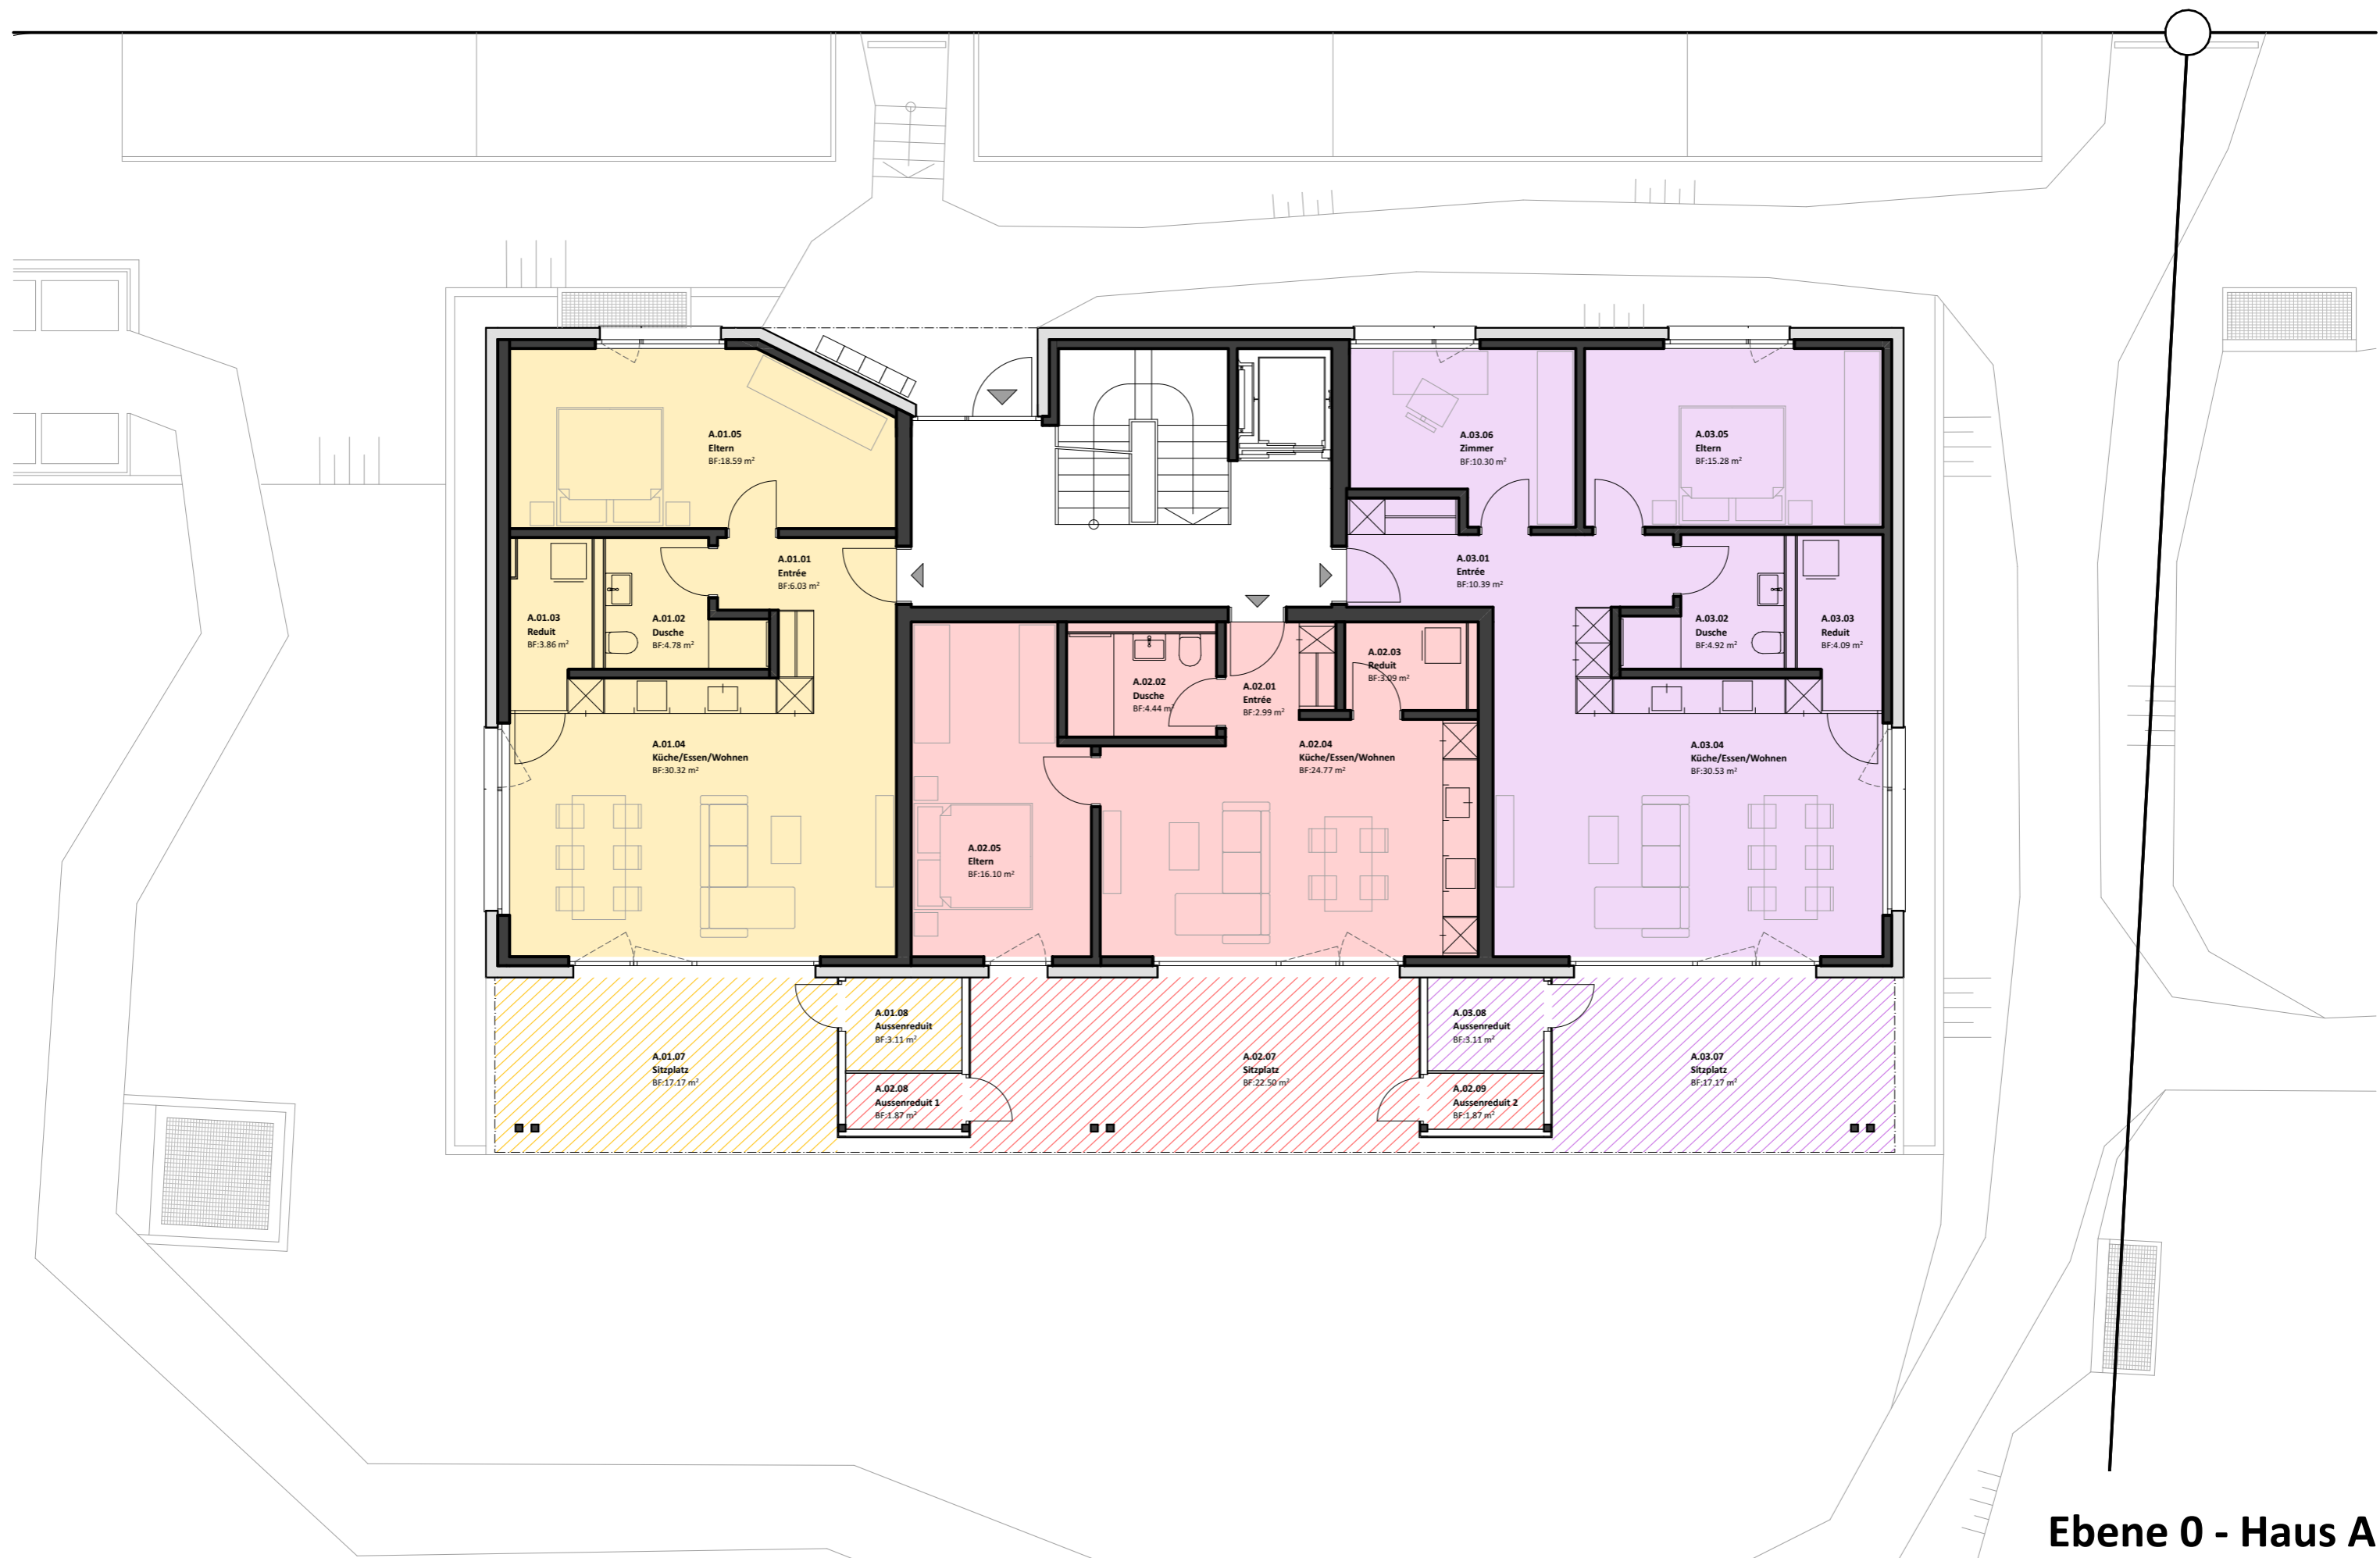 A.01.05
Eltern
BF:18.59 m²
A.03.06
Zimmer
BF:10.30 m²
A.03.05
Eltern
BF:15.28 m²
A.01.01
Entrée
BF:6.03 m²
A.03.01
Entrée
BF:10.39 m²
A.01.03
Reduit
BF:3.86 m²
A.01.02
Dusche
BF:4.78 m²
A.03.02
Dusche
BF:4.92 m²
A.03.03
Reduit
BF:4.09 m²
A.02.03
Reduit
BF:3.09 m²
A.02.02
Dusche
BF:4.44 m²
A.02.01
Entrée
BF:2.99 m²
A.01.04
Küche/Essen/Wohnen
BF:30.32 m²
A.02.04
Küche/Essen/Wohnen
BF:24.77 m²
A.03.04
Küche/Essen/Wohnen
BF:30.53 m²
A.02.05
Eltern
BF:16.10 m²
A.01.08
Aussenreduit
BF:3.11 m²
A.03.08
Aussenreduit
BF:3.11 m²
A.01.07
Sitzplatz
BF:17.17 m²
A.02.07
Sitzplatz
BF:22.50 m²
A.03.07
Sitzplatz
BF:17.17 m²
A.02.08
Aussenreduit 1
BF:1.87 m²
A.02.09
Aussenreduit 2
BF:1.87 m²
Ebene 0 - Haus A